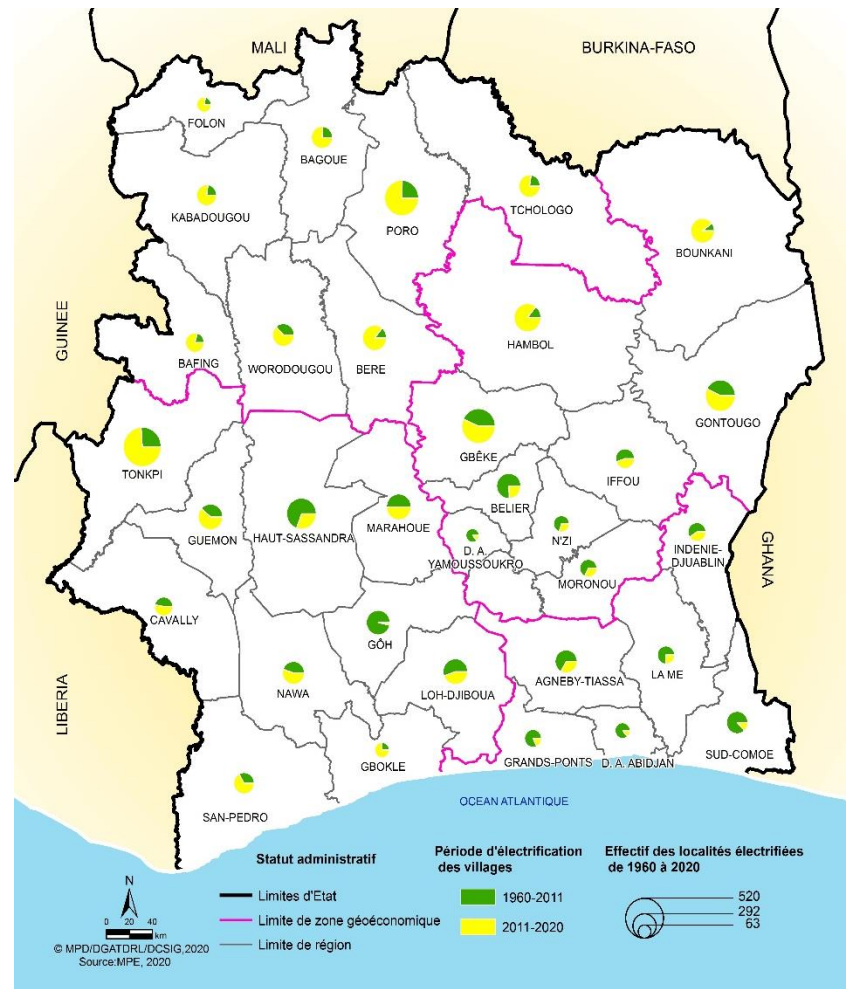 MALI
BURKINA-FASO
FOLON
BAGOUE
KABADOUGOU
PORO
TCHOLOGO
BOUNKANI
GUINEE
BAFING
WORODOUGOU
BERE
HAMBOL
GONTOUGO
TONKPI
GBÊKE
IFFOU
BELIER
GUEMON
HAUT-SASSANDRA
MARAHOUE
N'ZI
D. A.
YAMOUSSOUKRO
INDENIE-
DJUABLIN
GHANA
MORONOU
CAVALLY
GÔH
NAWA
LOH-DJIBOUA
AGNEBY-TIASSA
LA ME
LIBERIA
GBOKLE
GRANDS-PONTS
D. A. ABIDJAN
SUD-COMOE
SAN-PEDRO
OCEAN ATLANTIQUE
Statut administratif
Limites d'Etat
Limite de zone géoéconomique
Limite de région
Période d'électrification
des villages
1960-2011
2011-2020
Effectif des localités électrifiées
de 1960 à 2020
520
292
63
N
0 20 40
km
© MPD/DGATDRL/DCSIG,2020
Source:MPE, 2020